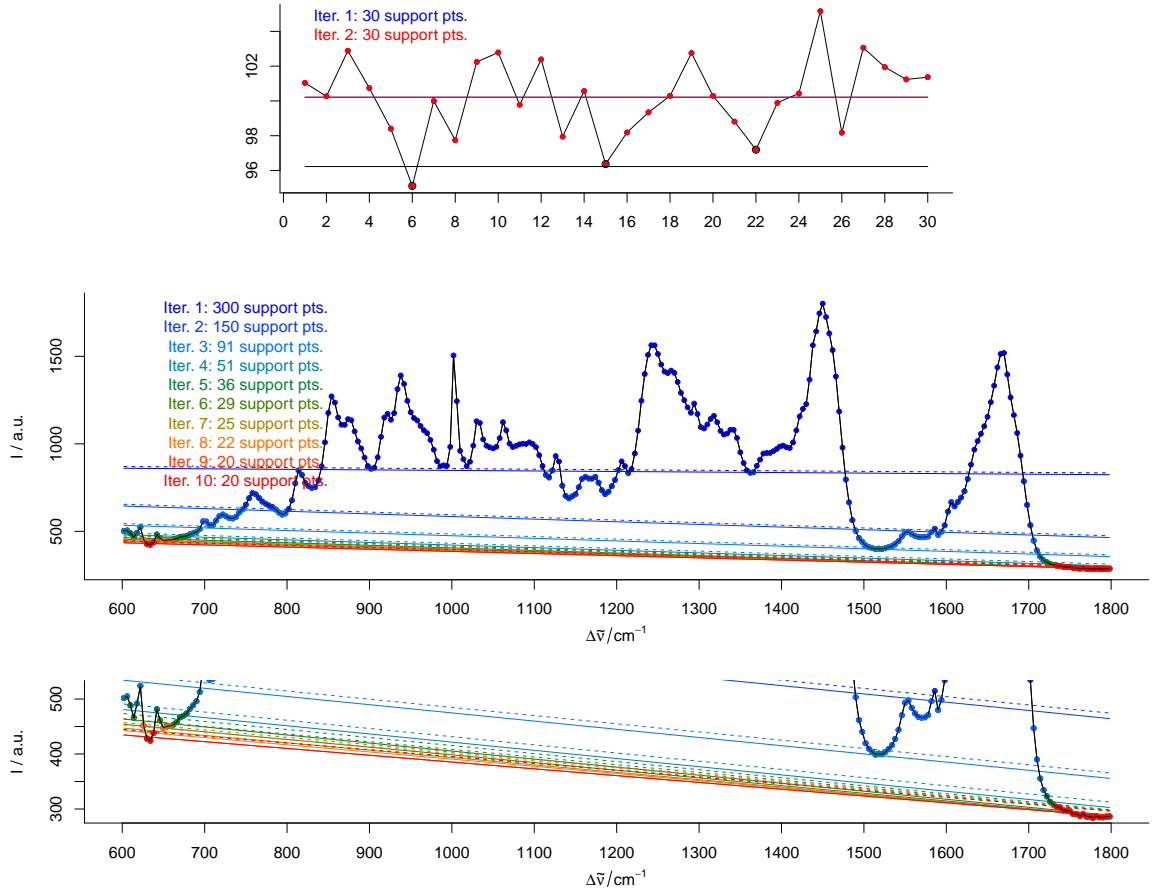 Iter. 1: 30 support pts.
Iter. 2: 30 support pts.
102
98
96
0 2 4 6 8 10 12 14 16 18 20 22 24 26 28 30
Iter. 1: 300 support pts.
Iter. 2: 150 support pts.
Iter. 3: 91 support pts.
Iter. 4: 51 support pts.
Iter. 5: 36 support pts.
Iter. 6: 29 support pts.
Iter. 7: 25 support pts.
Iter. 8: 22 support pts.
Iter. 9: 20 support pts.
Iter. 10: 20 support pts.
I / a.u.
1500
1000
500
600 700 800 900 1000 1100 1200 1300 1400 1500 1600 1700 1800
Δν̃/cm⁻¹
I / a.u.
500
400
300
600 700 800 900 1000 1100 1200 1300 1400 1500 1600 1700 1800
Δν̃/cm⁻¹